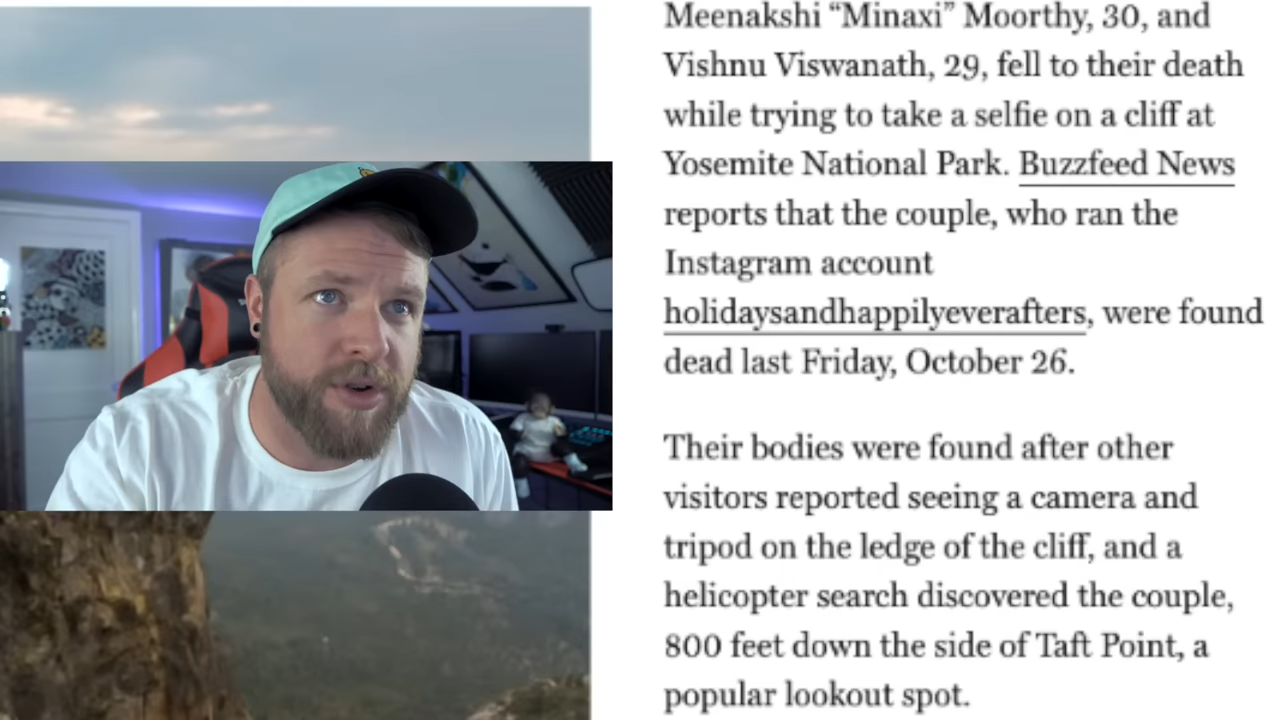 Meenakshi “Minaxi” Moorthy, 30, and
Vishnu Viswanath, 29, fell to their death
while trying to take a selfie on a cliff at
Yosemite National Park. Buzzfeed News
reports that the couple, who ran the
Instagram account
holidaysandhappilyeverafters, were found
dead last Friday, October 26.
Their bodies were found after other
visitors reported seeing a camera and
tripod on the ledge of the cliff, and a
helicopter search discovered the couple,
800 feet down the side of Taft Point, a
popular lookout spot.